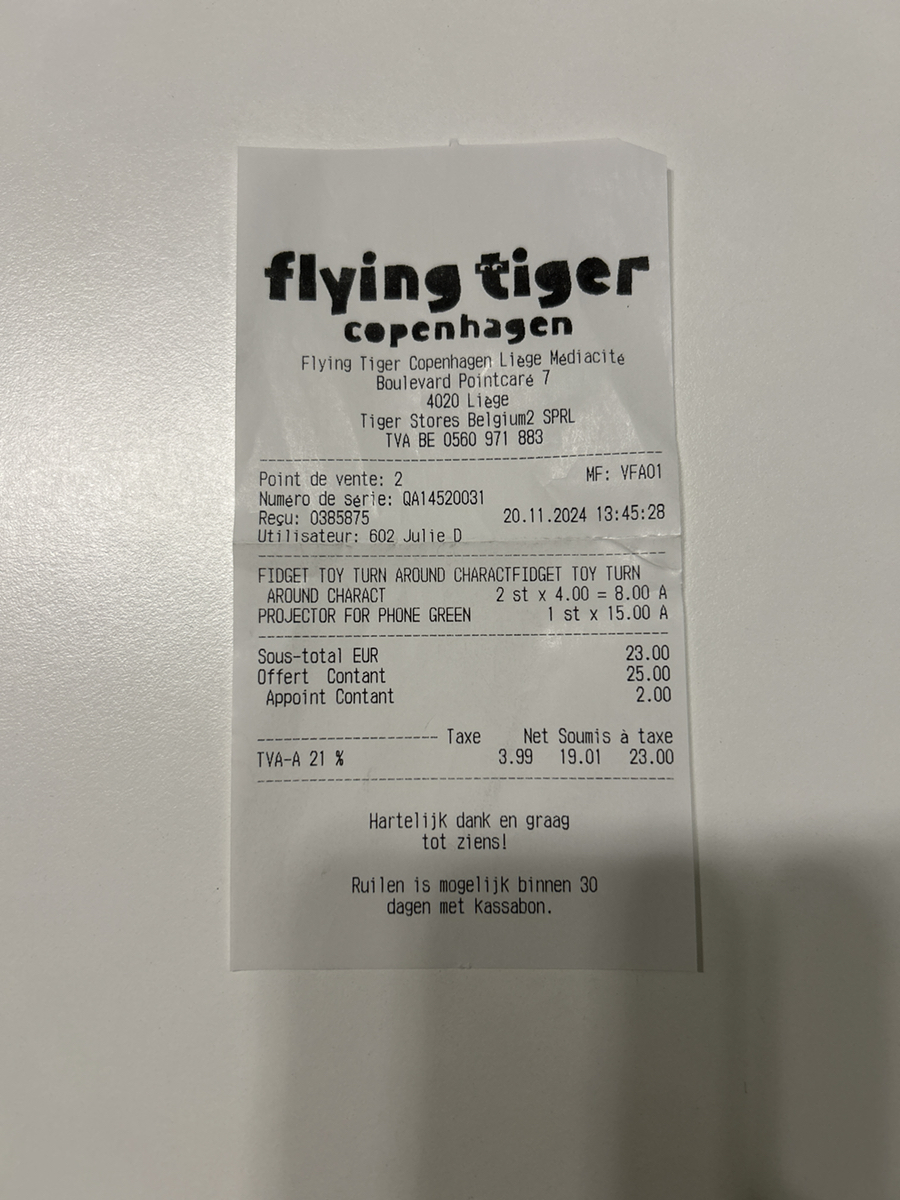 flying tiger
copenhagen
Flying Tiger Copenhagen Liège Médiacité
Boulevard Pointcaré 7
4020 Liège
Tiger Stores Belgium2 SPRL
TVA BE 0560 971 883
Point de vente: 2 MF: VFA01
Numéro de série: QA14520031
Reçu: 0385875 20.11.2024 13:45:28
Utilisateur: 602 Julie D
FIDGET TOY TURN AROUND CHARACTFIDGET TOY TURN
AROUND CHARACT 2 st x 4.00 = 8.00 A
PROJECTOR FOR PHONE GREEN 1 st x 15.00 A
Sous-total EUR 23.00
Offert Contant 25.00
Appoint Contant 2.00
--------------------- Taxe Net Soumis à taxe
TVA-A 21 % 3.99 19.01 23.00
Hartelijk dank en graag
tot ziens!
Ruilen is mogelijk binnen 30
dagen met kassabon.